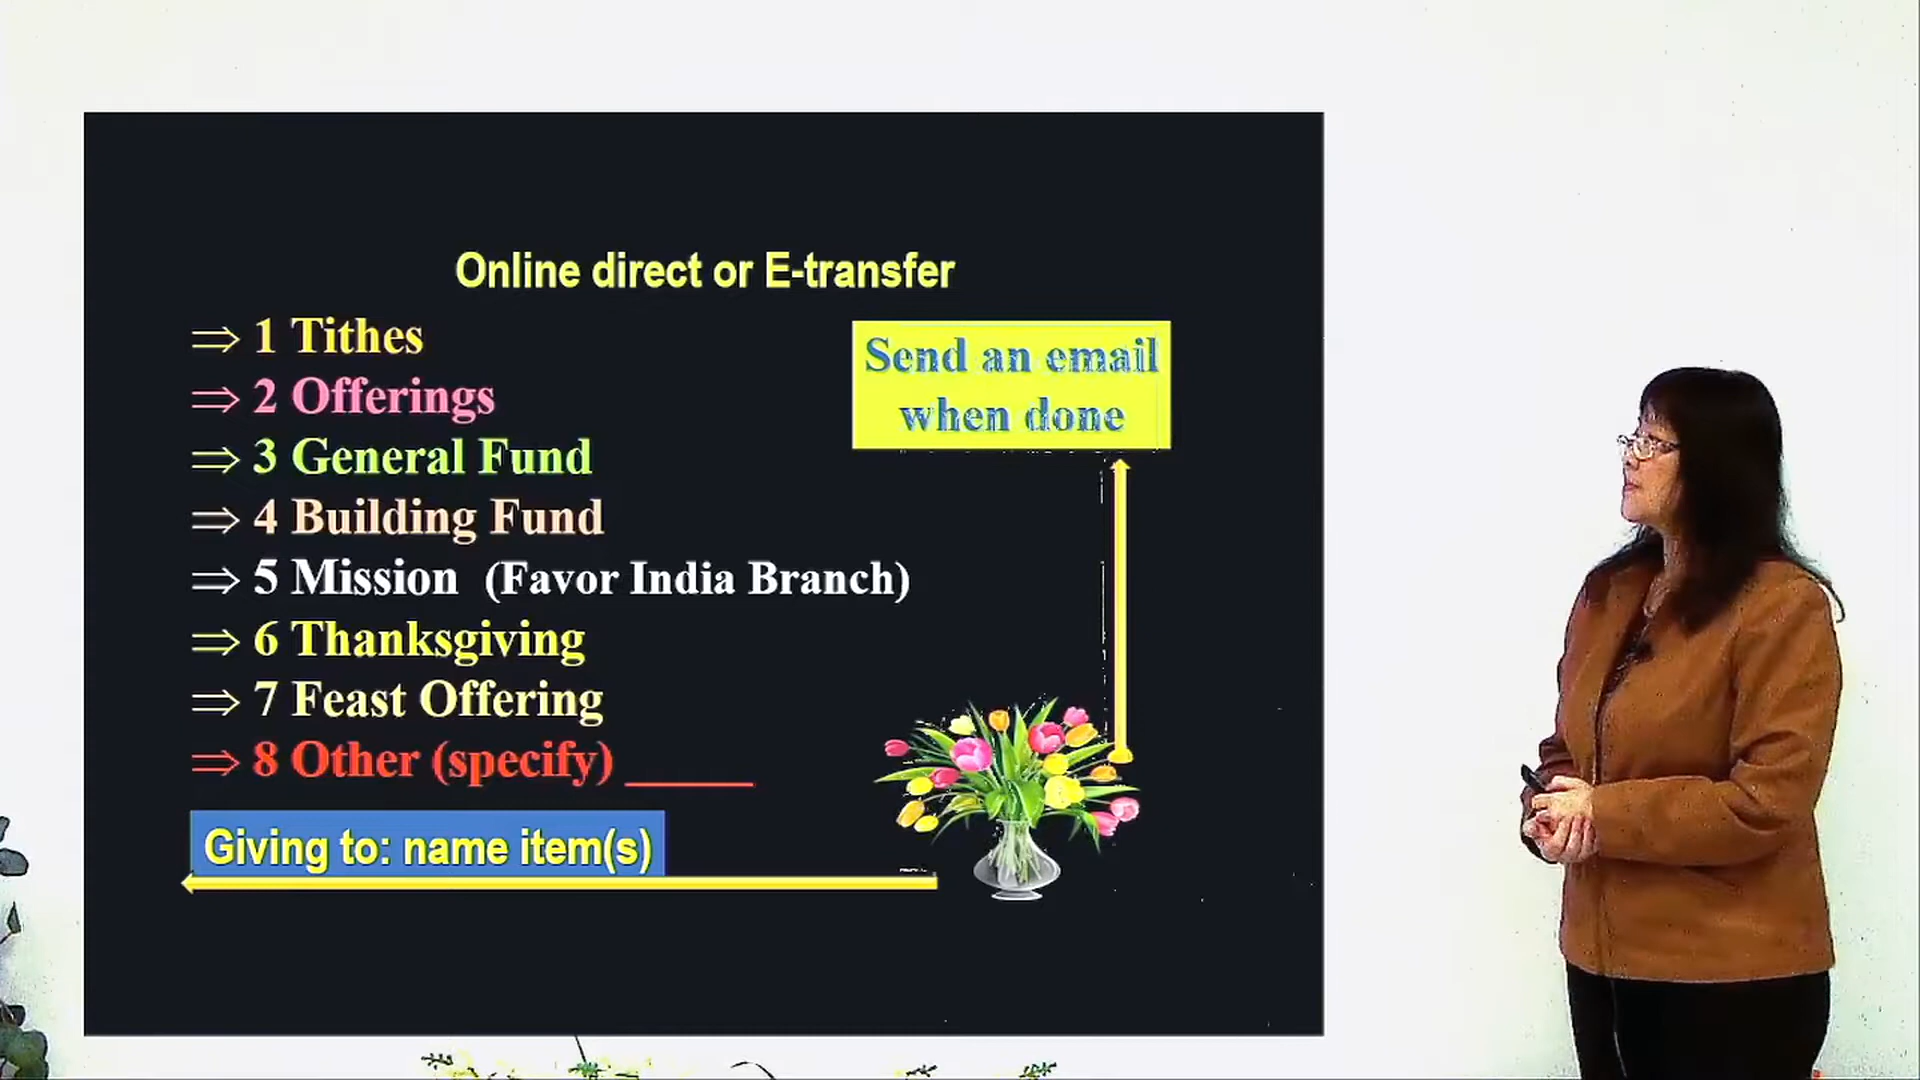 Online direct or E-transfer
⇒ 1 Tithes
⇒ 2 Offerings
⇒ 3 General Fund
⇒ 4 Building Fund
⇒ 5 Mission (Favor India Branch)
⇒ 6 Thanksgiving
⇒ 7 Feast Offering
⇒ 8 Other (specify) _____
Send an email
when done
Giving to: name item(s)